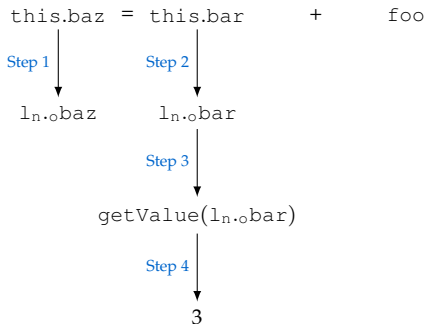 this.baz = this.bar + foo
Step 1 Step 2
lₙ.ₒbaz lₙ.ₒbar
Step 3
getValue(lₙ.ₒbar)
Step 4
3